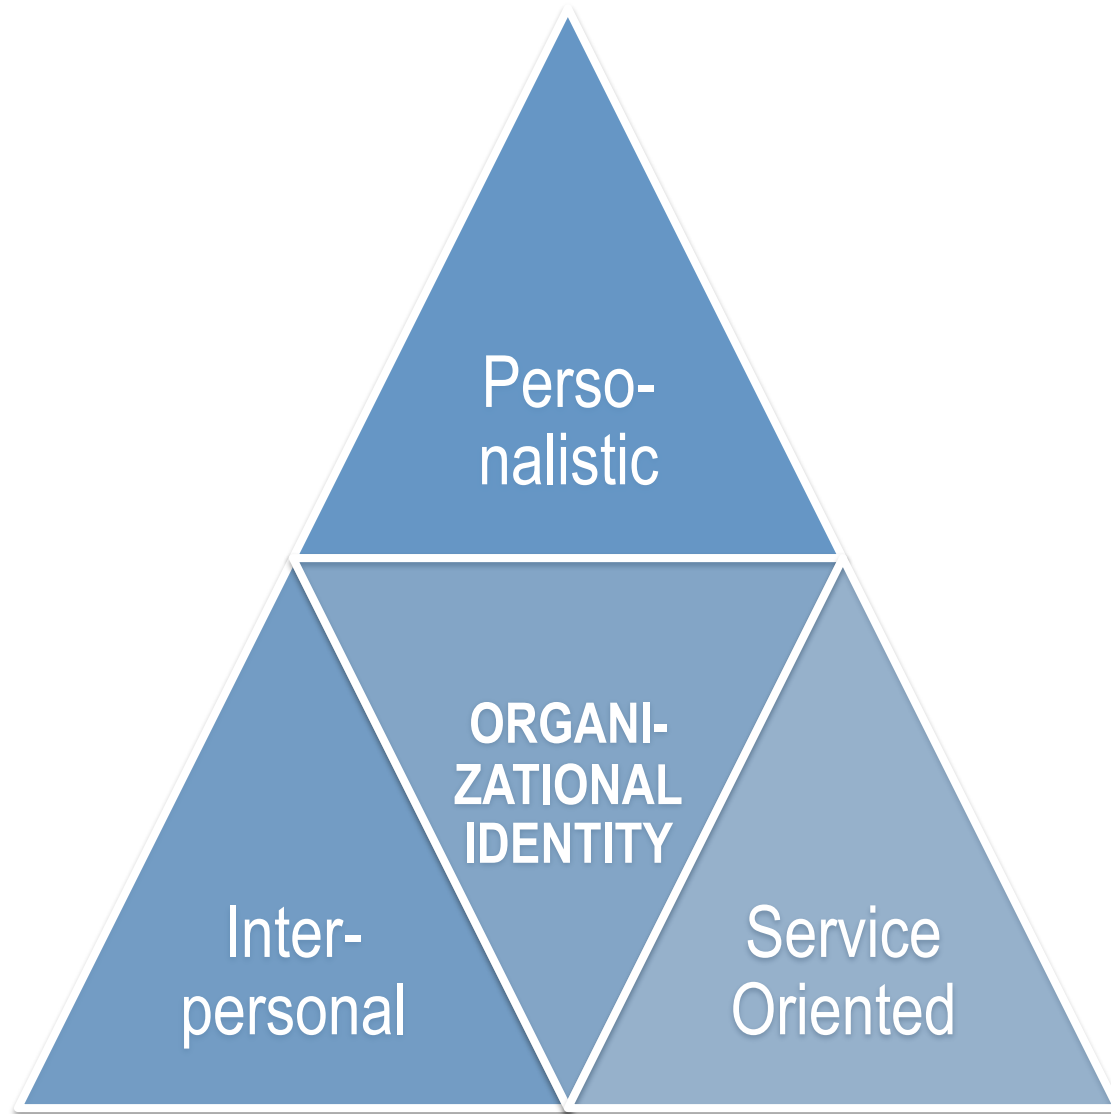 Perso-
nalistic
ORGANI-
ZATIONAL
IDENTITY
Inter-
personal
Service
Oriented